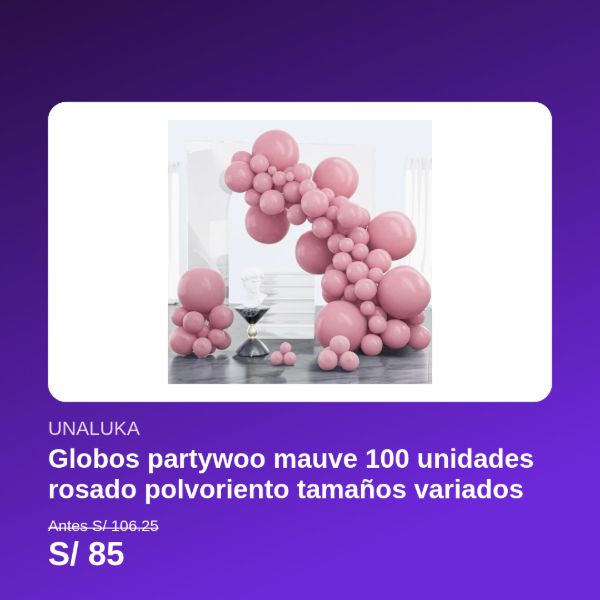 UNALUKA
Globos partywoo mauve 100 unidades
rosado polvoriento tamaños variados
Antes S/ 106.25
S/ 85